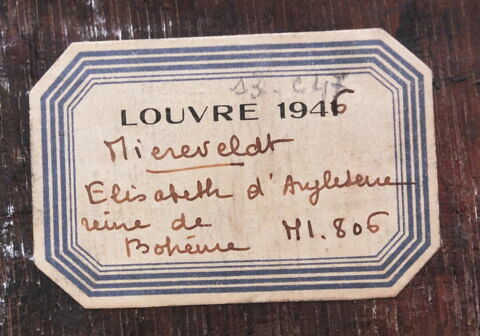 LOUVRE 1946
Miereveldt
Elisabeth d'Angleterre
reine de
Bohême MI. 806